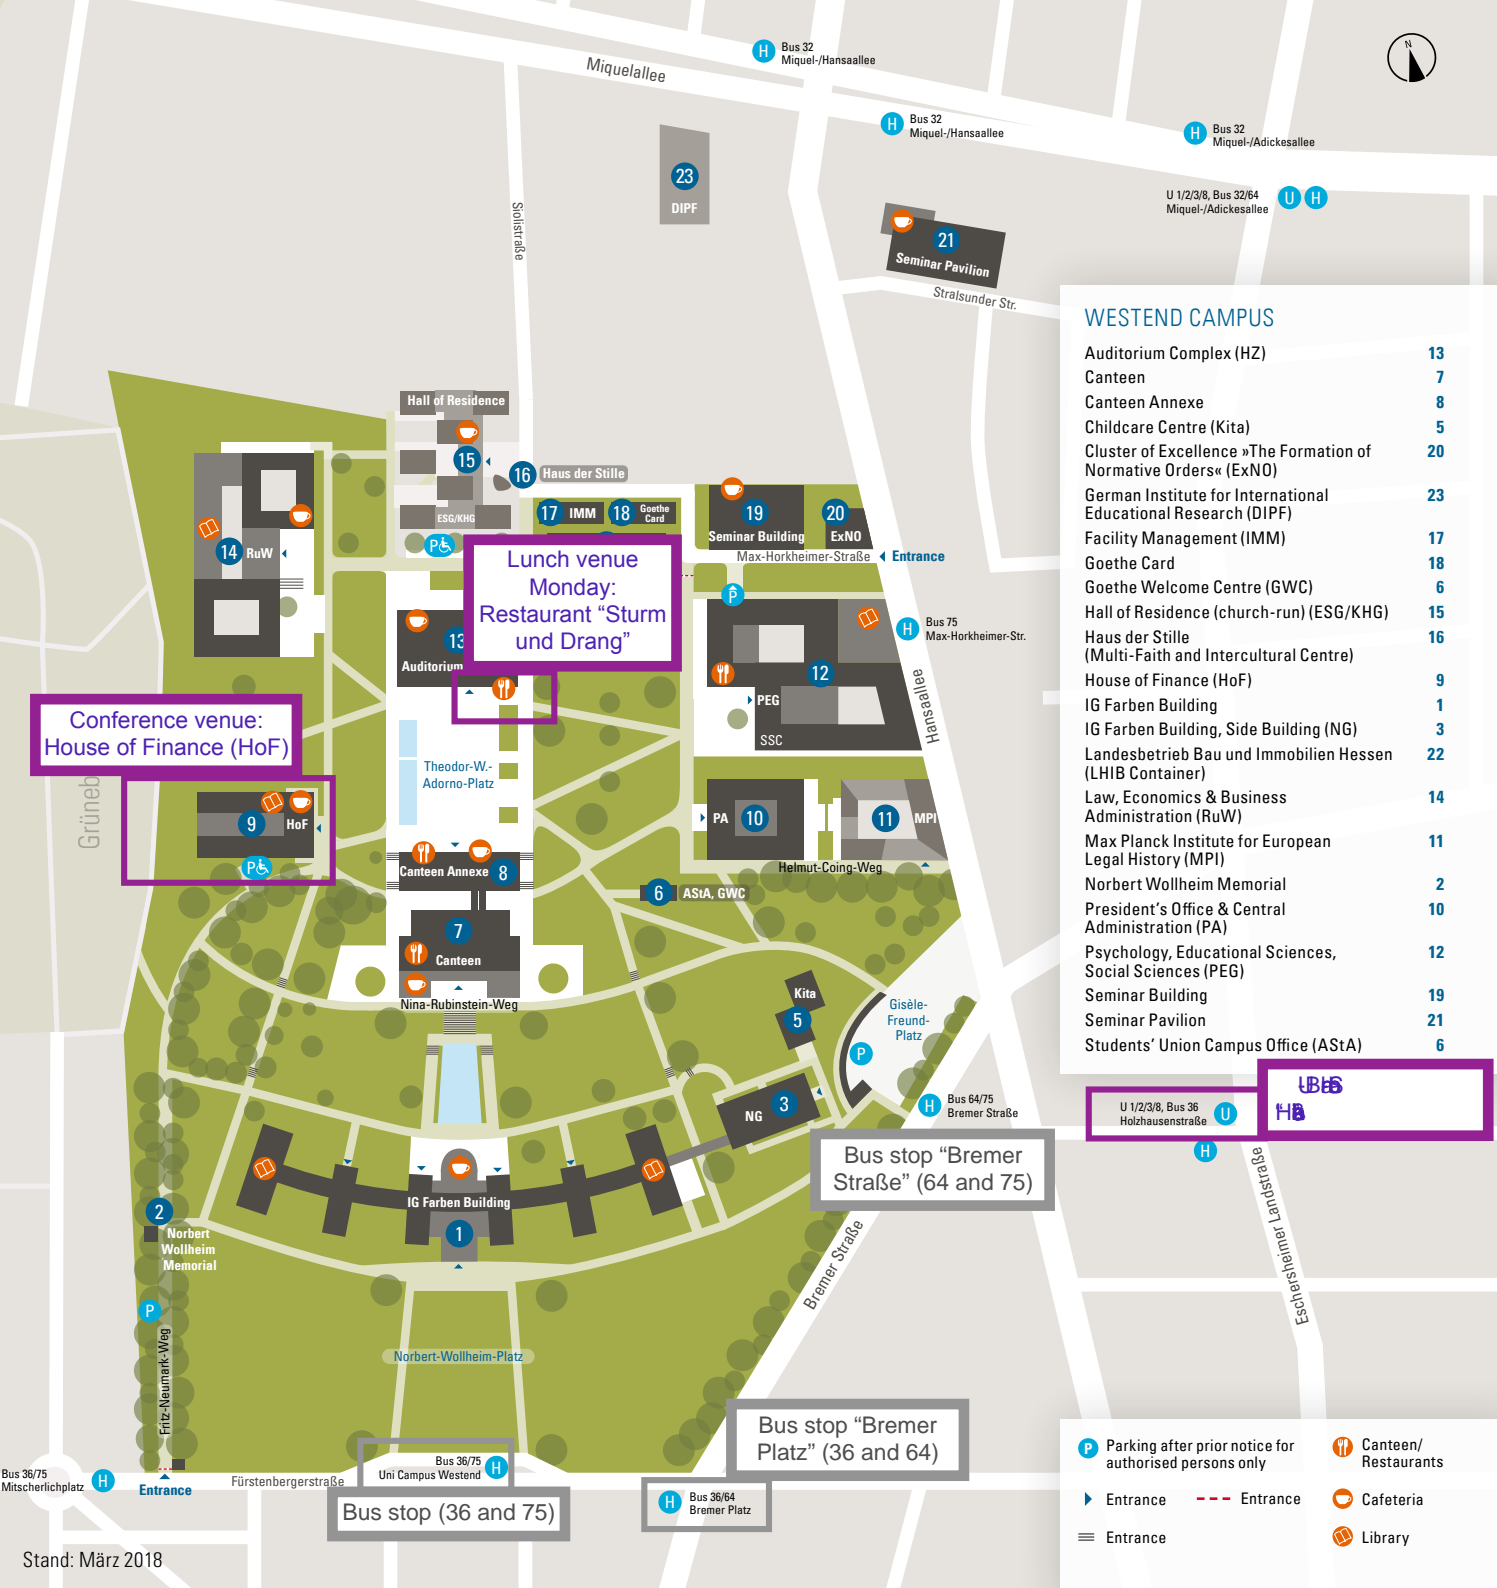 Bus 32
Miquel-/Hansaallee
Miquelallee
N
H
H
Bus 32
Miquel-/Hansaallee
H
Bus 32
Miquel-/Adickesallee
U 1/2/3/8, Bus 32/64
Miquel-/Adickesallee
U
H
Siolistraße
23
DIPF
21
Seminar Pavilion
Stralsunder Str.
WESTEND CAMPUS
Auditorium Complex (HZ) 13
Canteen 7
Canteen Annexe 8
Childcare Centre (Kita) 5
Cluster of Excellence »The Formation of 20
Normative Orders« (ExNO)
German Institute for International 23
Educational Research (DIPF)
Facility Management (IMM) 17
Goethe Card 18
Goethe Welcome Centre (GWC) 6
Hall of Residence (church-run) (ESG/KHG) 15
Haus der Stille 16
(Multi-Faith and Intercultural Centre)
House of Finance (HoF) 9
IG Farben Building 1
IG Farben Building, Side Building (NG) 3
Landesbetrieb Bau und Immobilien Hessen 22
(LHIB Container)
Law, Economics & Business 14
Administration (RuW)
Max Planck Institute for European 11
Legal History (MPI)
Norbert Wollheim Memorial 2
President's Office & Central 10
Administration (PA)
Psychology, Educational Sciences, 12
Social Sciences (PEG)
Seminar Building 19
Seminar Pavilion 21
Students' Union Campus Office (AStA) 6
Hall of Residence
15
16
Haus der Stille
ESG/KHG
P
17 IMM
18 Goethe
Card
19
Seminar Building
20
ExNO
14 RuW
Max-Horkheimer-Straße
Entrance
Lunch venue
Monday:
Restaurant “Sturm
und Drang”
P
13
Auditorium
H
Bus 75
Max-Horkheimer-Str.
12
PEG
SSC
Hansaallee
Conference venue:
House of Finance (HoF)
Grüneb
Theodor-W.-
Adorno-Platz
9
HoF
P
PA 10
11 MPI
Helmut-Coing-Weg
Canteen Annexe 8
6 AStA, GWC
7
Canteen
Nina-Rubinstein-Weg
Kita
5
Gisèle-
Freund-
Platz
P
3
NG
H
Bus 64/75
Bremer Straße
U 1/2/3/8, Bus 36
Holzhausenstraße
U
H
Bus stop “Bremer
Straße” (64 and 75)
IG Farben Building
1
2
Norbert
Wollheim
Memorial
P
Fritz-Neumark-Weg
Bremer Straße
Eschersheimer Landstraße
Norbert-Wollheim-Platz
Bus stop “Bremer
Platz” (36 and 64)
Bus 36/75
Mitscherlichplatz
H
Entrance
Fürstenbergerstraße
Bus 36/75
Uni Campus Westend
H
Bus stop (36 and 75)
H
Bus 36/64
Bremer Platz
P Parking after prior notice for
authorised persons only
Entrance
Entrance
Entrance
Canteen/
Restaurants
Cafeteria
Library
Stand: März 2018